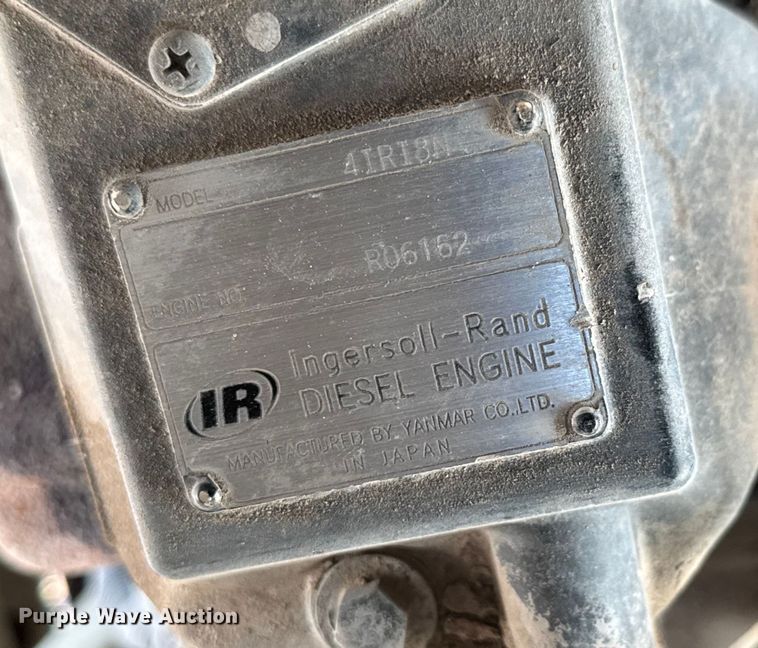 MODEL 4IRI8N
ENGINE NO. R06162
IR Ingersoll-Rand
DIESEL ENGINE
MANUFACTURED BY YANMAR CO.,LTD.
IN JAPAN
Purple Wave Auction